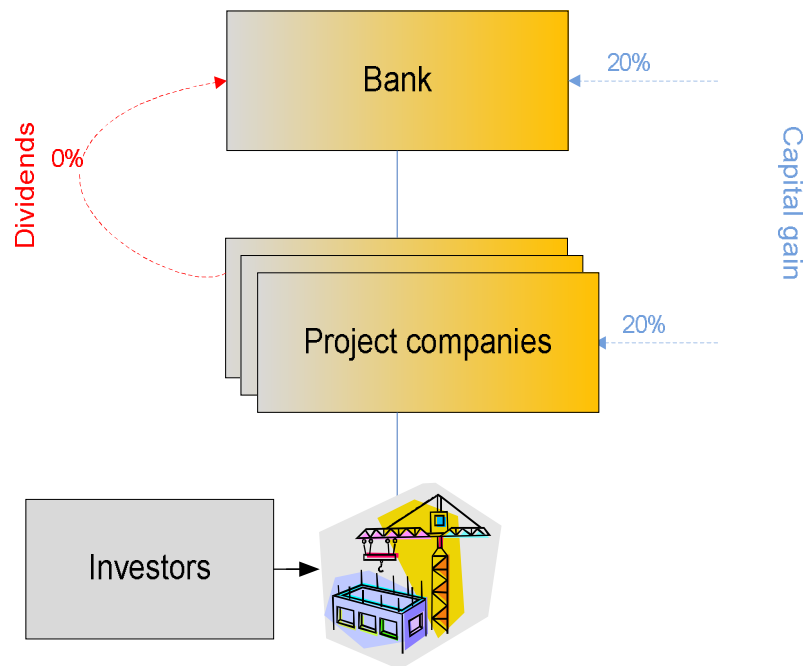 Bank
20%
Dividends
0%
Capital gain
Project companies
20%
Investors